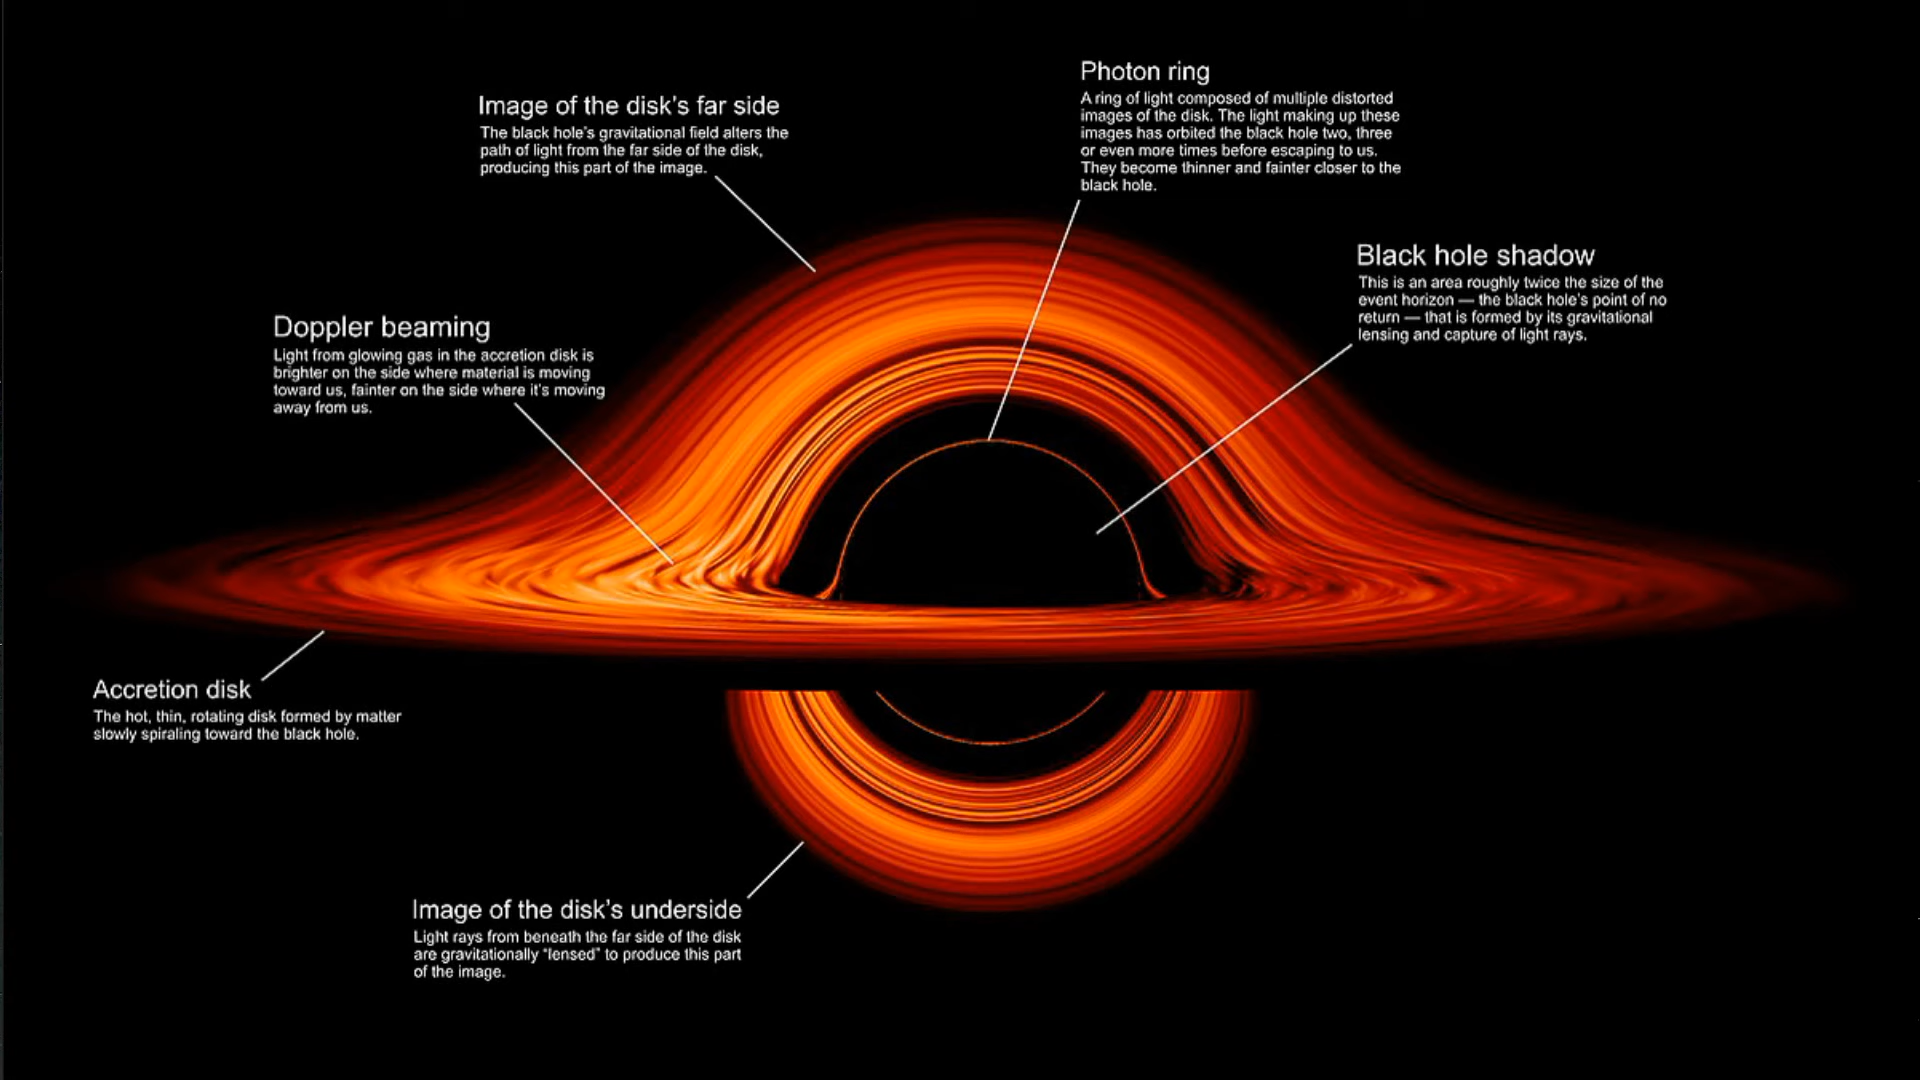 Photon ring
A ring of light composed of multiple distorted
images of the disk. The light making up these
images has orbited the black hole two, three
or even more times before escaping to us.
They become thinner and fainter closer to the
black hole.
Image of the disk's far side
The black hole's gravitational field alters the
path of light from the far side of the disk,
producing this part of the image.
Black hole shadow
This is an area roughly twice the size of the
event horizon — the black hole's point of no
return — that is formed by its gravitational
lensing and capture of light rays.
Doppler beaming
Light from glowing gas in the accretion disk is
brighter on the side where material is moving
toward us, fainter on the side where it's moving
away from us.
Accretion disk
The hot, thin, rotating disk formed by matter
slowly spiraling toward the black hole.
Image of the disk's underside
Light rays from beneath the far side of the disk
are gravitationally “lensed” to produce this part
of the image.